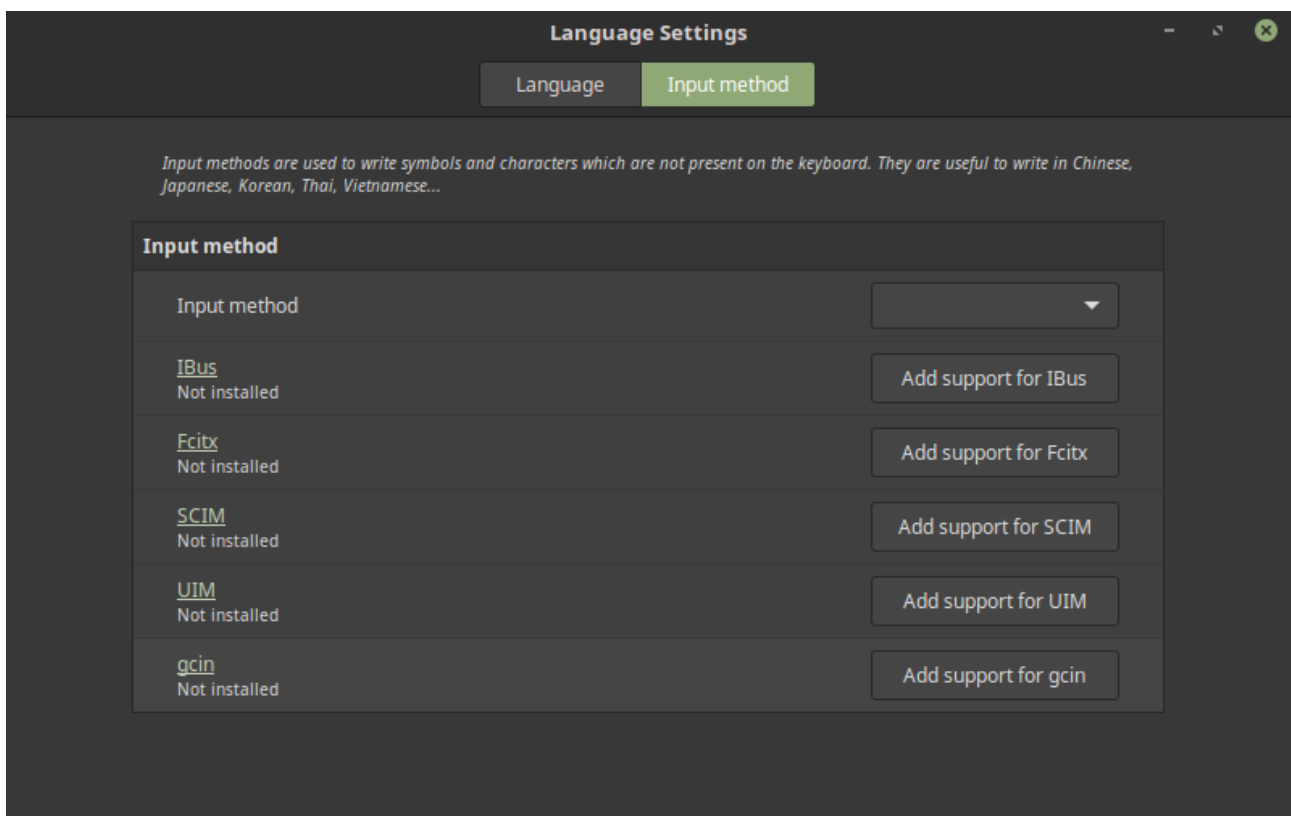 Language Settings
Language
Input method
Input methods are used to write symbols and characters which are not present on the keyboard. They are useful to write in Chinese,
Japanese, Korean, Thai, Vietnamese...
Input method
Input method
IBus
Not installed
Add support for IBus
Fcitx
Not installed
Add support for Fcitx
SCIM
Not installed
Add support for SCIM
UIM
Not installed
Add support for UIM
gcin
Not installed
Add support for gcin